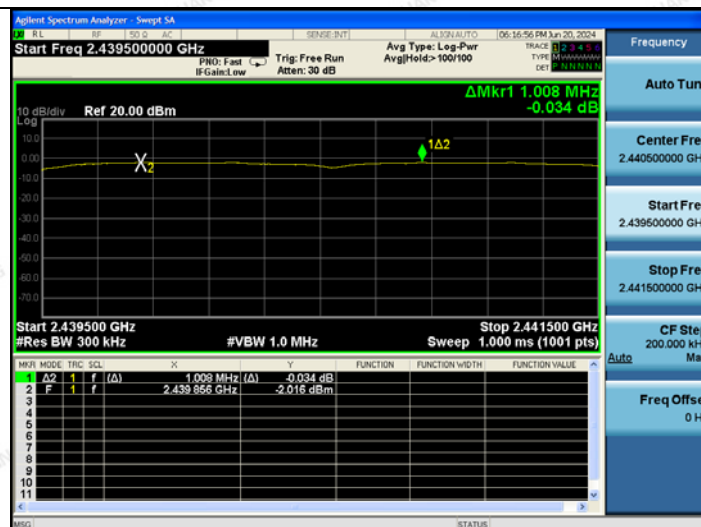 Agilent Spectrum Analyzer - Swept SA
RL RF 50 Ω AC SENSE:INT ALIGN AUTO 06:16:56 PM Jun 20, 2024
Start Freq 2.439500000 GHz
PNO: Fast
IFGain:Low
Trig: Free Run
Atten: 30 dB
Avg Type: Log-Pwr
Avg|Hold:>100/100
TRACE 1 2 3 4 5 6
TYPE M
DET P N N N N N
ΔMkr1 1.008 MHz
-0.034 dB
10 dB/div Ref 20.00 dBm
Log
10.0
0.00
-10.0
-20.0
-30.0
-40.0
-50.0
-60.0
-70.0
1Δ2
2
Start 2.439500 GHz Stop 2.441500 GHz
#Res BW 300 kHz #VBW 1.0 MHz Sweep 1.000 ms (1001 pts)
MKR MODE TRC SCL X Y FUNCTION FUNCTION WIDTH FUNCTION VALUE
1 Δ2 1 f (Δ) 1.008 MHz (Δ) -0.034 dB
2 F 1 f 2.439 856 GHz -2.016 dBm
3
4
5
6
7
8
9
10
11
MSG STATUS
Frequency
Auto Tun
Center Fre
2.440500000 GH
Start Fre
2.439500000 GH
Stop Fre
2.441500000 GH
CF Ste
200.000 kH
Auto Ma
Freq Offse
0 H